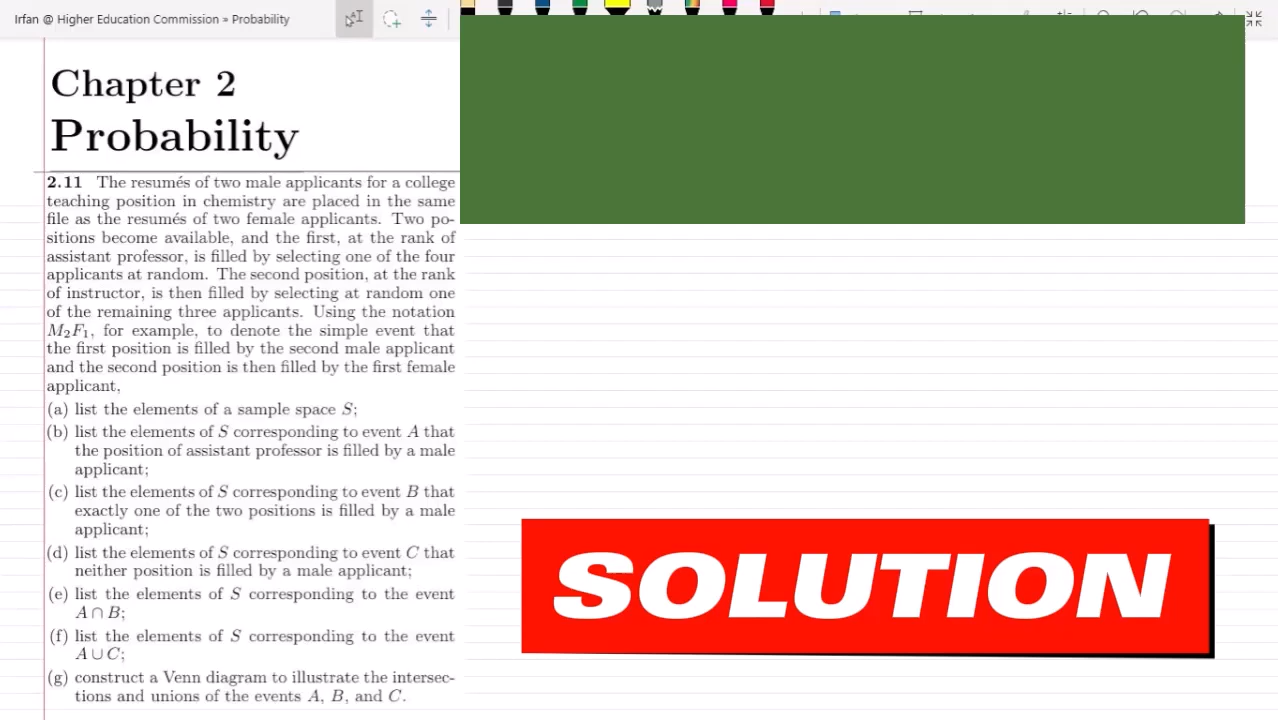 Irfan @ Higher Education Commission » Probability
Chapter 2
Probability
2.11 The resumés of two male applicants for a college
teaching position in chemistry are placed in the same
file as the resumés of two female applicants. Two po-
sitions become available, and the first, at the rank of
assistant professor, is filled by selecting one of the four
applicants at random. The second position, at the rank
of instructor, is then filled by selecting at random one
of the remaining three applicants. Using the notation
M₂F₁, for example, to denote the simple event that
the first position is filled by the second male applicant
and the second position is then filled by the first female
applicant,
(a) list the elements of a sample space S;
(b) list the elements of S corresponding to event A that
the position of assistant professor is filled by a male
applicant;
(c) list the elements of S corresponding to event B that
exactly one of the two positions is filled by a male
applicant;
(d) list the elements of S corresponding to event C that
neither position is filled by a male applicant;
(e) list the elements of S corresponding to the event
A ∩ B;
(f) list the elements of S corresponding to the event
A ∪ C;
(g) construct a Venn diagram to illustrate the intersec-
tions and unions of the events A, B, and C.
SOLUTION